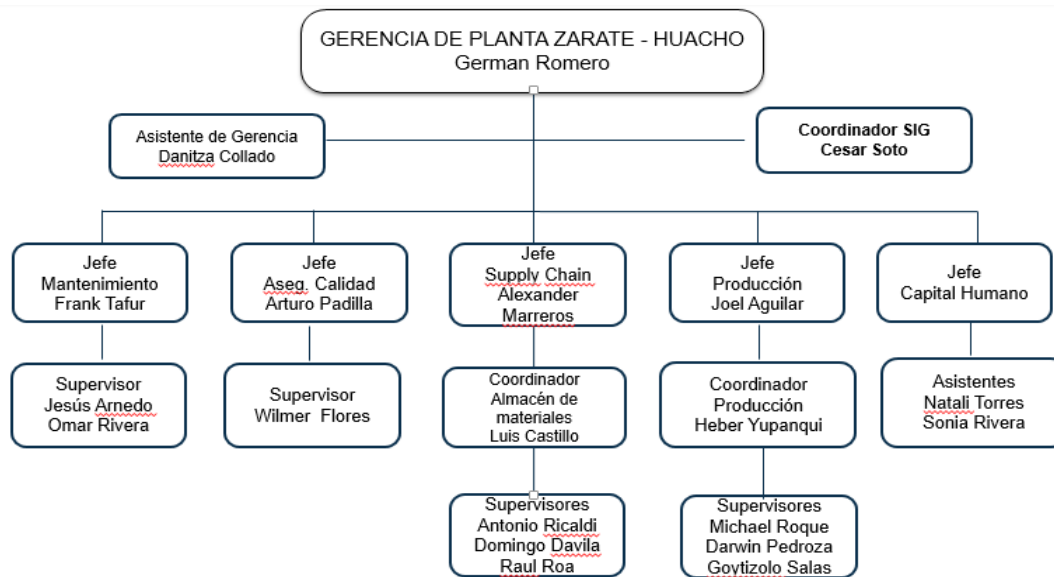 GERENCIA DE PLANTA ZARATE - HUACHO
German Romero
Asistente de Gerencia
Danitza Collado
Coordinador SIG
Cesar Soto
Jefe
Mantenimiento
Frank Tafur
Jefe
Aseg. Calidad
Arturo Padilla
Jefe
Supply Chain
Alexander
Marreros
Jefe
Producción
Joel Aguilar
Jefe
Capital Humano
Supervisor
Jesús Arnedo
Omar Rivera
Supervisor
Wilmer Flores
Coordinador
Almacén de
materiales
Luis Castillo
Coordinador
Producción
Heber Yupanqui
Asistentes
Natali Torres
Sonia Rivera
Supervisores
Antonio Ricaldi
Domingo Davila
Raul Roa
Supervisores
Michael Roque
Darwin Pedroza
Goytizolo Salas